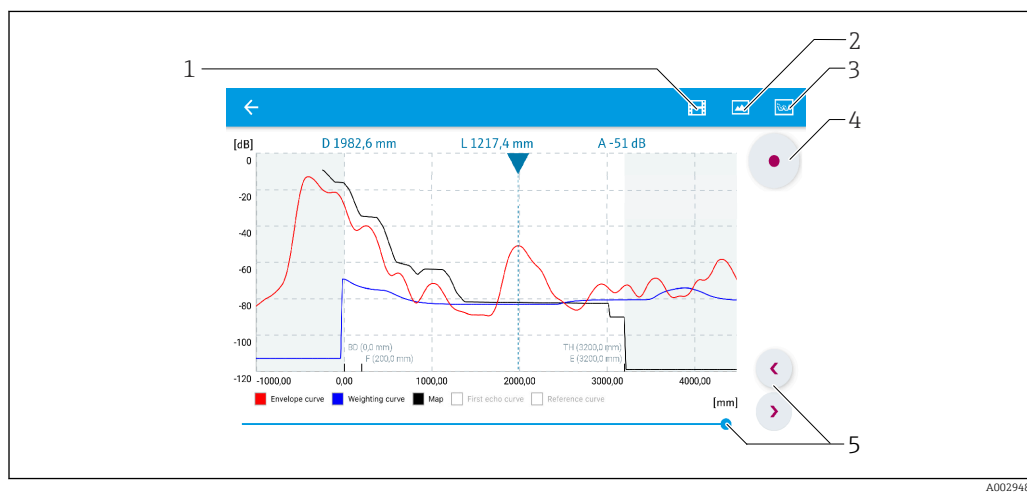 1
2
3
4
D 1982,6 mm
L 1217,4 mm
A -51 dB
[dB]
0
-20
-40
-60
-80
-100
-120
BD (0,0 mm)
F (200,0 mm)
TH (3200,0 mm)
E (3200,0 mm)
-1000,00
0,00
1000,00
2000,00
3000,00
4000,00
Envelope curve
Weighting curve
Map
First echo curve
Reference curve
[mm]
5